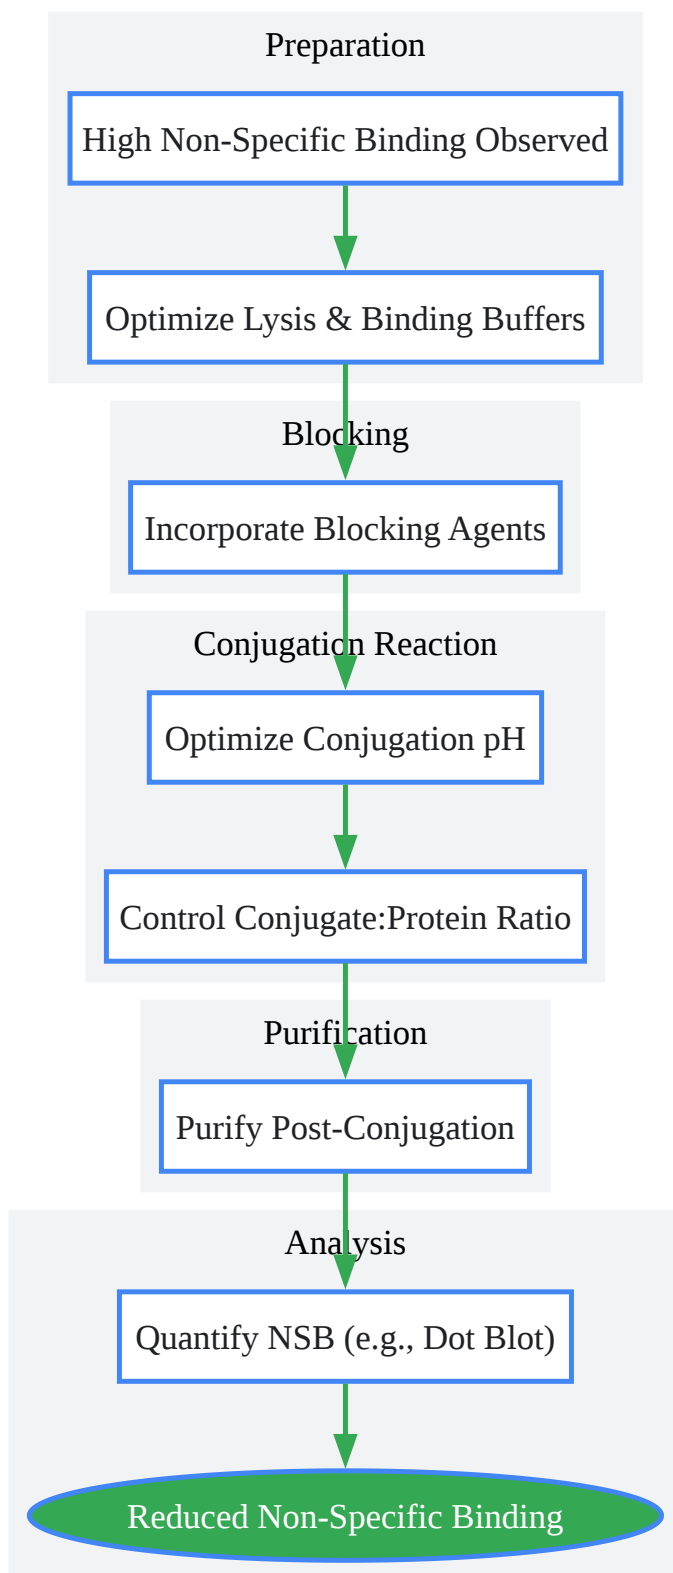 Preparation
High Non-Specific Binding Observed
Optimize Lysis & Binding Buffers
Blocking
Incorporate Blocking Agents
Conjugation Reaction
Optimize Conjugation pH
Control Conjugate:Protein Ratio
Purification
Purify Post-Conjugation
Analysis
Quantify NSB (e.g., Dot Blot)
Reduced Non-Specific Binding